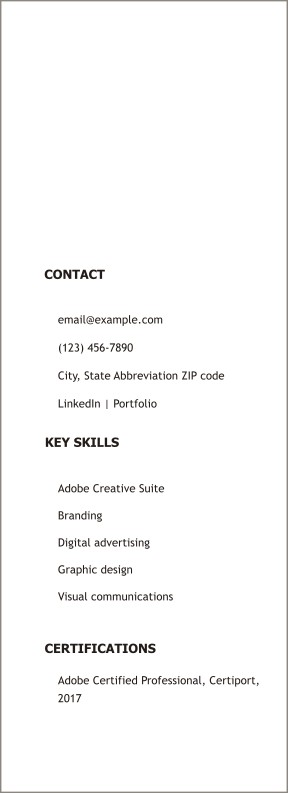 CONTACT
email@example.com
(123) 456-7890
City, State Abbreviation ZIP code
LinkedIn | Portfolio
KEY SKILLS
Adobe Creative Suite
Branding
Digital advertising
Graphic design
Visual communications
CERTIFICATIONS
Adobe Certified Professional, Certiport,
2017